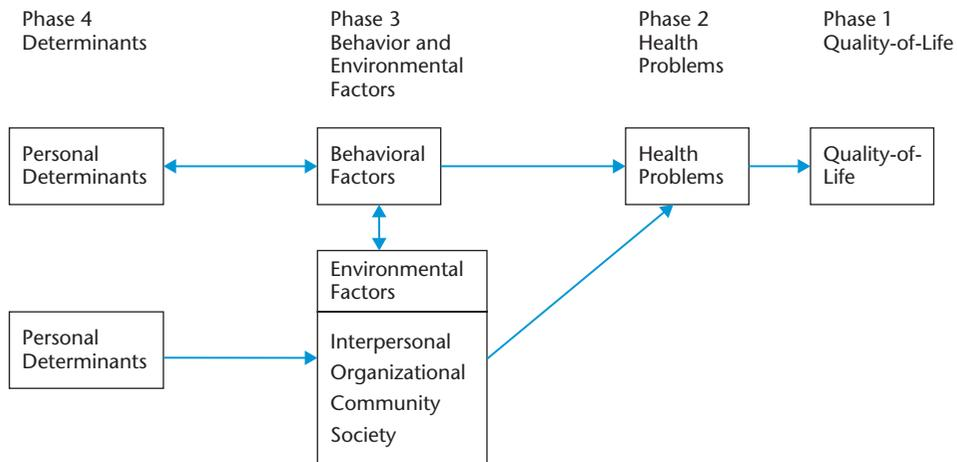 Phase 4
Determinants
Phase 3
Behavior and
Environmental
Factors
Phase 2
Health
Problems
Phase 1
Quality-of-Life
Personal
Determinants
Behavioral
Factors
Health
Problems
Quality-of-
Life
Environmental
Factors
Personal
Determinants
Interpersonal
Organizational
Community
Society